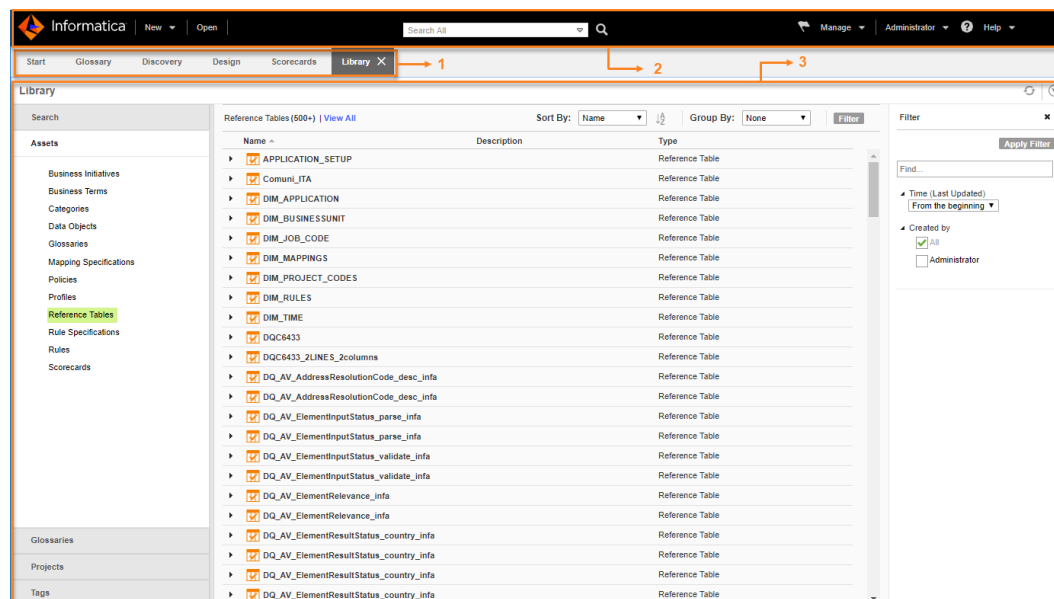 Informatica New Open Search All Manage Administrator ? Help
Start Glossary Discovery Design Scorecards Library X 1 2 3
Library
Search
Assets
Business Initiatives
Business Terms
Categories
Data Objects
Glossaries
Mapping Specifications
Policies
Profiles
Reference Tables
Rule Specifications
Rules
Scorecards
Glossaries
Projects
Tags
Reference Tables (500+) | View All Sort By: Name Group By: None Filter
Name Description Type
APPLICATION_SETUP Reference Table
Comuni_ITA Reference Table
DIM_APPLICATION Reference Table
DIM_BUSINESSUNIT Reference Table
DIM_JOB_CODE Reference Table
DIM_MAPPINGS Reference Table
DIM_PROJECT_CODES Reference Table
DIM_RULES Reference Table
DIM_TIME Reference Table
DQC6433 Reference Table
DQC6433_2LINES_2columns Reference Table
DQ_AV_AddressResolutionCode_desc_infa Reference Table
DQ_AV_AddressResolutionCode_desc_infa Reference Table
DQ_AV_ElementInputStatus_parse_infa Reference Table
DQ_AV_ElementInputStatus_parse_infa Reference Table
DQ_AV_ElementInputStatus_validate_infa Reference Table
DQ_AV_ElementInputStatus_validate_infa Reference Table
DQ_AV_ElementRelevance_infa Reference Table
DQ_AV_ElementRelevance_infa Reference Table
DQ_AV_ElementResultStatus_country_infa Reference Table
DQ_AV_ElementResultStatus_country_infa Reference Table
DQ_AV_ElementResultStatus_country_infa Reference Table
DQ_AV_ElementResultStatus_country_infa Reference Table
Filter x
Apply Filter
Find...
Time (Last Updated)
From the beginning
Created by
All
Administrator